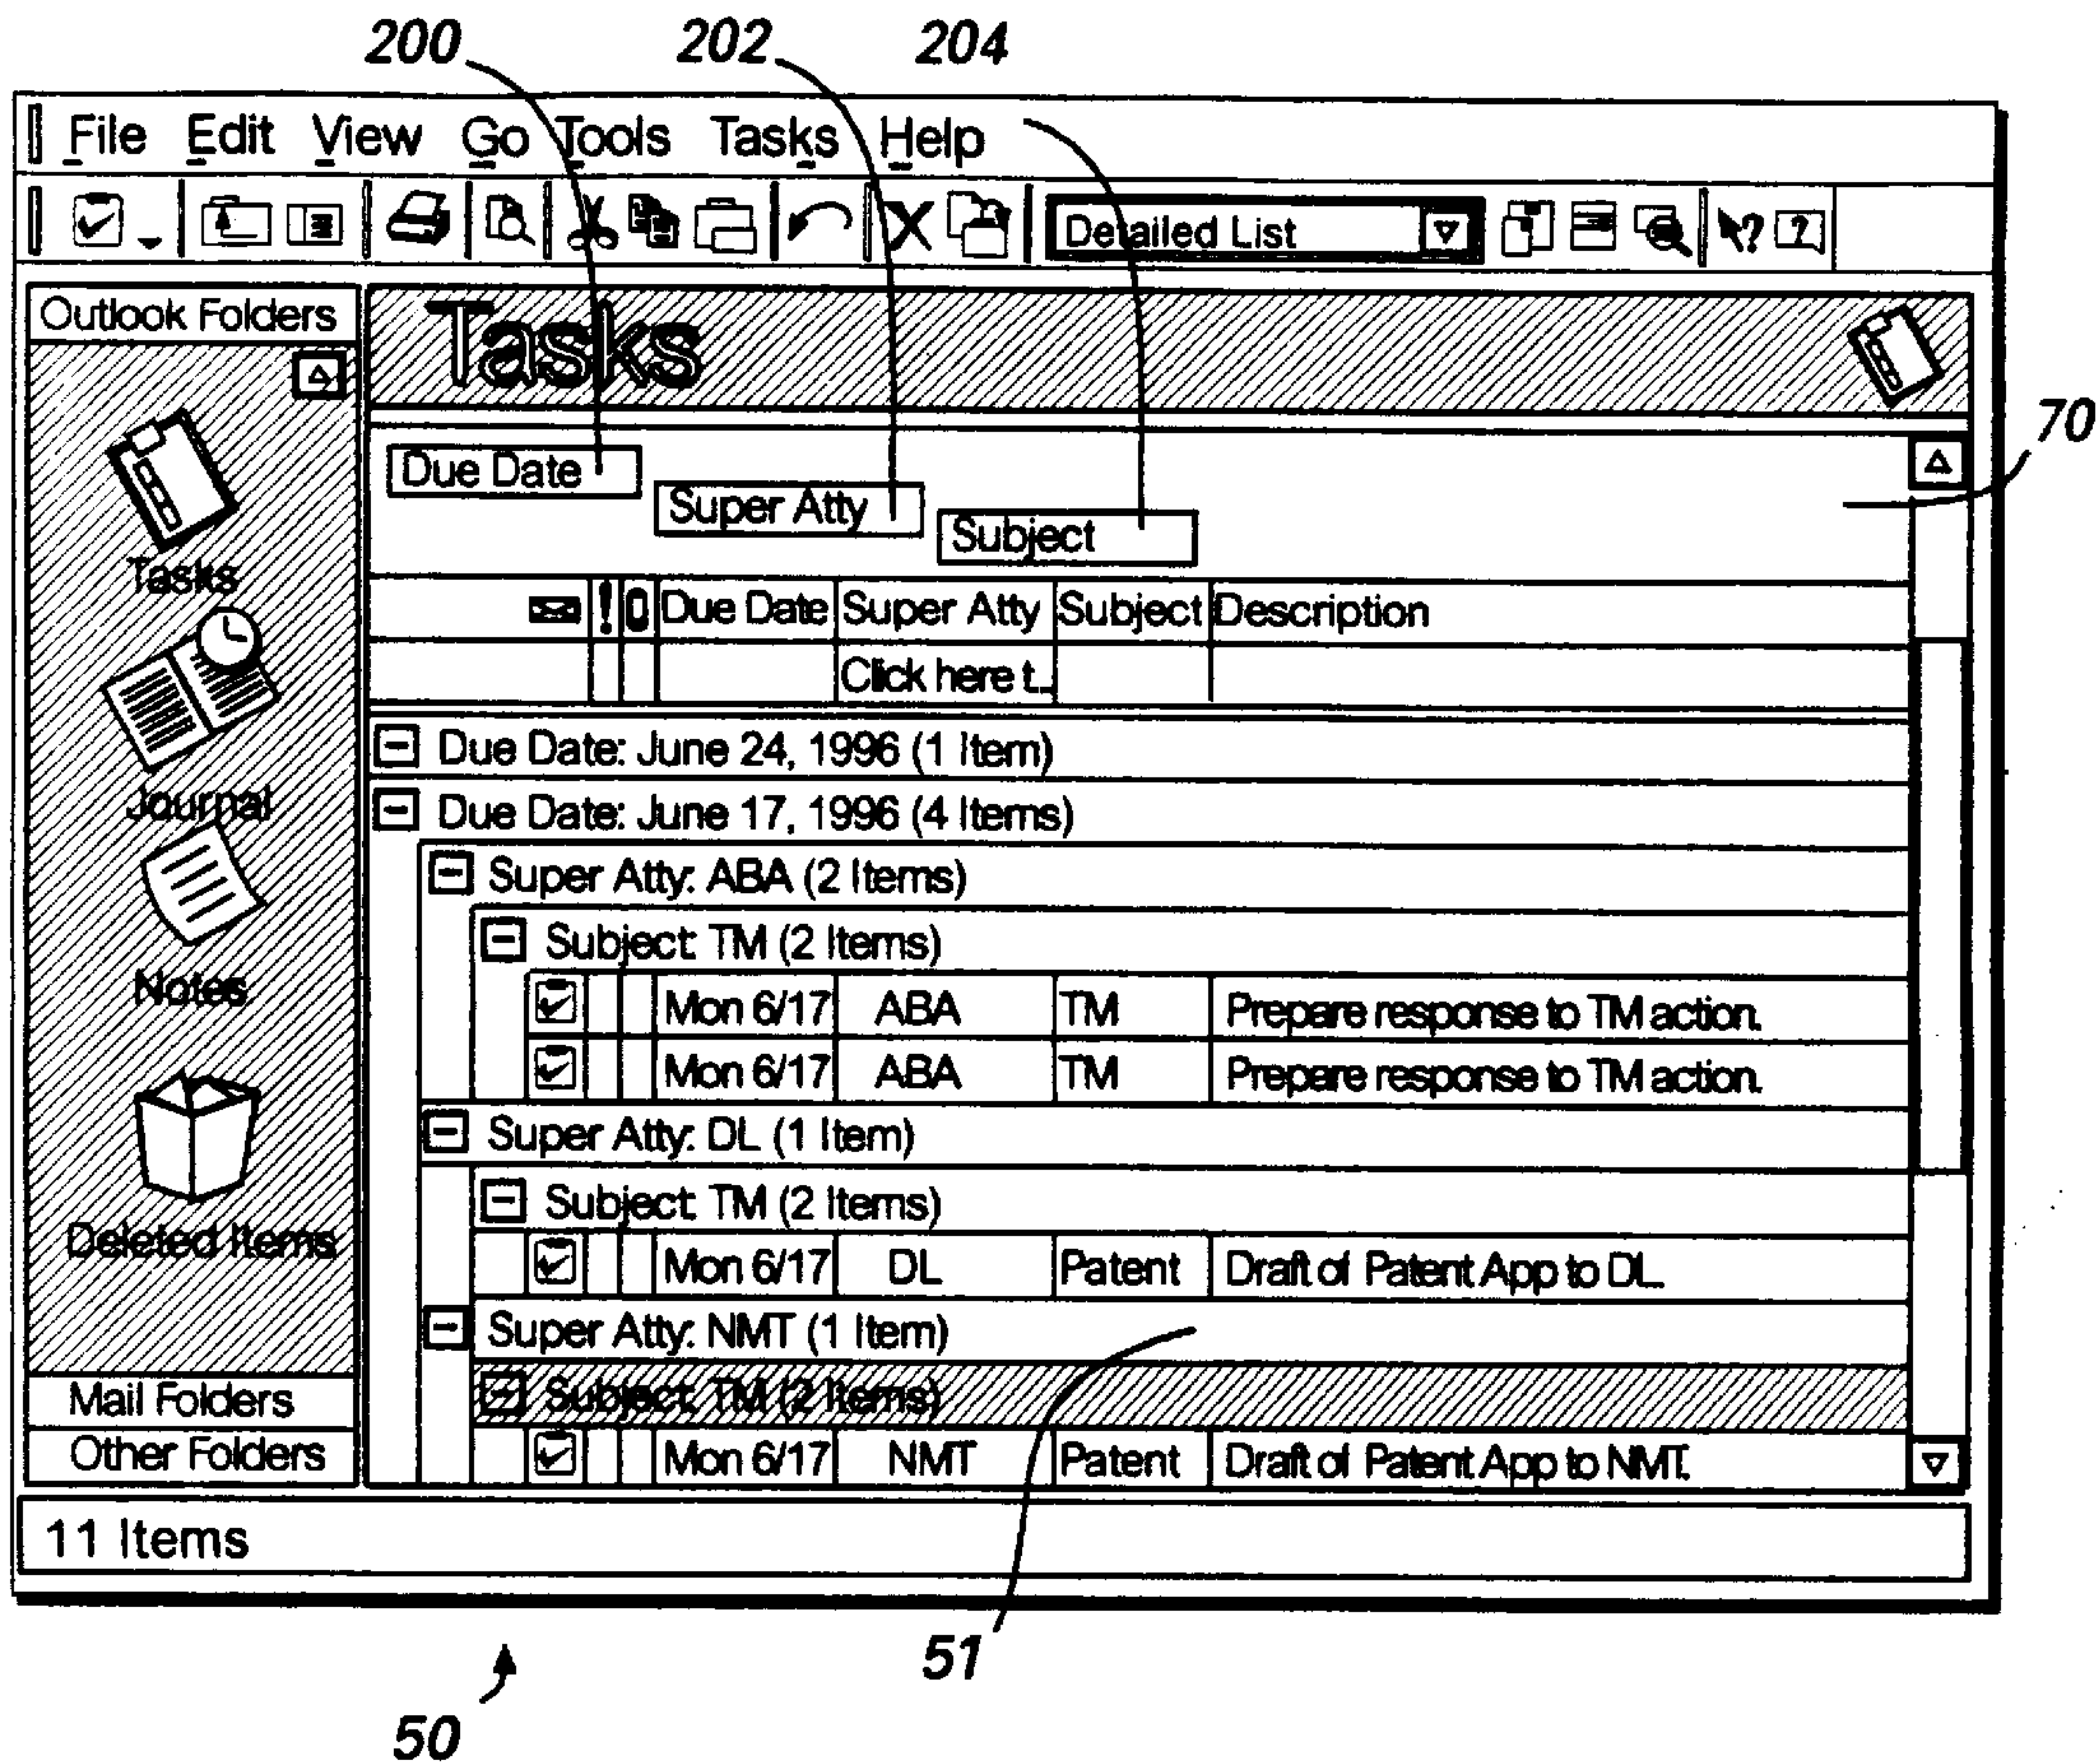 200 202 204
File Edit View Go Tools Tasks Help
Detailed List
Outlook Folders
Tasks
70
Due Date
Super Atty
Subject
Tasks
! Due Date Super Atty Subject Description
Click here t...
Journal
Due Date: June 24, 1996 (1 Item)
Due Date: June 17, 1996 (4 Items)
Super Atty: ABA (2 Items)
Subject: TM (2 Items)
Notes
Mon 6/17 ABA TM Prepare response to TM action.
Mon 6/17 ABA TM Prepare response to TM action.
Super Atty: DL (1 Item)
Subject: TM (2 Items)
Deleted Items
Mon 6/17 DL Patent Draft of Patent App to DL.
Super Atty: NMT (1 Item)
Subject: TM (2 Items)
Mail Folders
Other Folders
Mon 6/17 NMT Patent Draft of Patent App to NMT.
11 Items
51
50